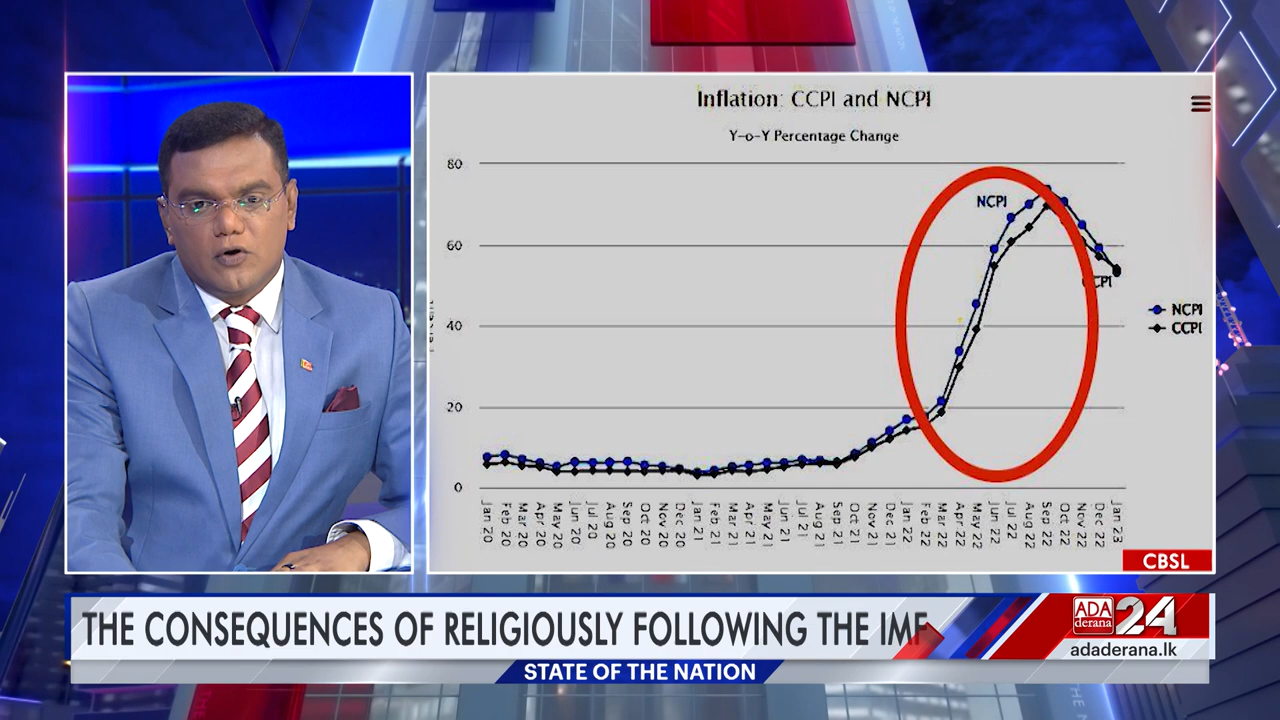 Inflation: CCPI and NCPI
Y-o-Y Percentage Change
Percent
80
60
40
20
0
NCPI
CCPI
NCPI
CCPI
Jan 20
Feb 20
Mar 20
Apr 20
May 20
Jun 20
Jul 20
Aug 20
Sep 20
Oct 20
Nov 20
Dec 20
Jan 21
Feb 21
Mar 21
Apr 21
May 21
Jun 21
Jul 21
Aug 21
Sep 21
Oct 21
Nov 21
Dec 21
Jan 22
Feb 22
Mar 22
Apr 22
May 22
Jun 22
Jul 22
Aug 22
Sep 22
Oct 22
Nov 22
Dec 22
Jan 23
CBSL
THE CONSEQUENCES OF RELIGIOUSLY FOLLOWING THE IMF
ADA
derana
24
adaderana.lk
STATE OF THE NATION